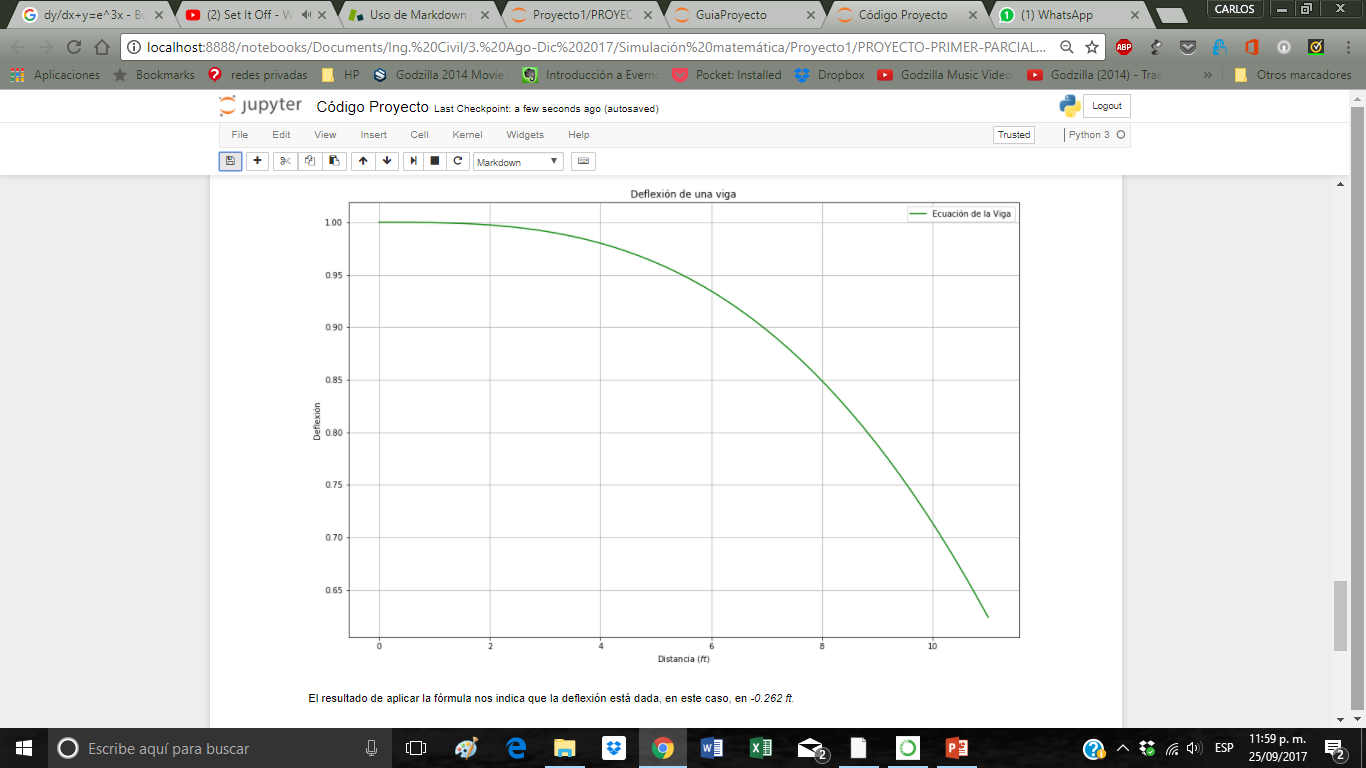 dy/dx+y=e^3x - Bu
(2) Set It Off - W
Uso de Markdown
Proyecto1/PROYEC
GuiaProyecto
Código Proyecto
(1) WhatsApp
CARLOS
localhost:8888/notebooks/Documents/Ing.%20Civil/3.%20Ago-Dic%202017/Simulación%20matemática/Proyecto1/PROYECTO-PRIMER-PARCIAL...
ABP
Aplicaciones
Bookmarks
redes privadas
HP
Godzilla 2014 Movie
Introducción a Evern
Pocket: Installed
Dropbox
Godzilla Music Video
Godzilla (2014) - Trail
»
Otros marcadores
jupyter
Código Proyecto Last Checkpoint: a few seconds ago (autosaved)
Logout
File Edit View Insert Cell Kernel Widgets Help
Trusted
Python 3
Markdown
Deflexión de una viga
Ecuación de la Viga
1.00
0.95
0.90
0.85
0.80
0.75
0.70
0.65
Deflexión
0 2 4 6 8 10
Distancia (ft)
El resultado de aplicar la fórmula nos indica que la deflexión está dada, en este caso, en -0.262 ft.
Escribe aquí para buscar
2
ESP
11:59 p. m.
25/09/2017
2